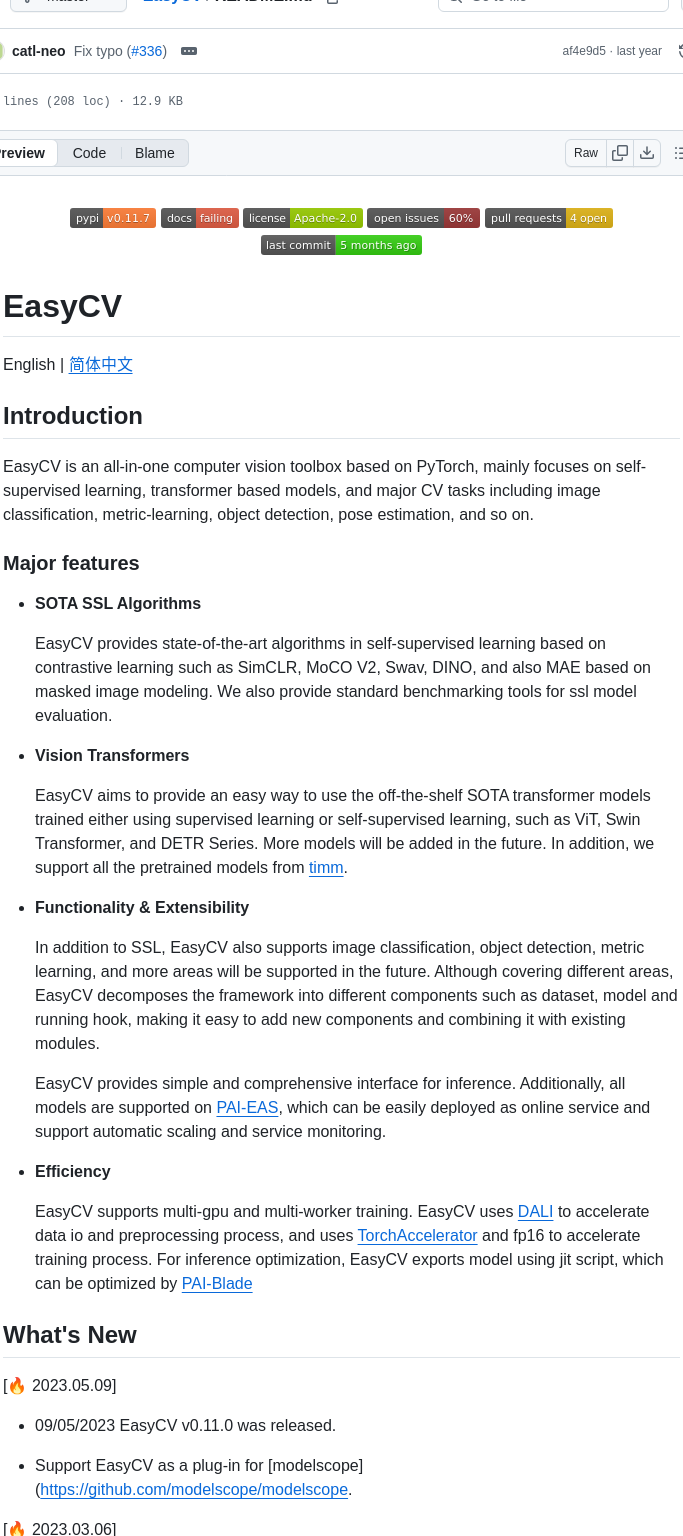 catl-neo Fix typo (#336) af4e9d5 · last year
lines (208 loc) · 12.9 KB
Preview Code Blame Raw
pypi v0.11.7 docs failing license Apache-2.0 open issues 60% pull requests 4 open
last commit 5 months ago
EasyCV
English | 简体中文
Introduction
EasyCV is an all-in-one computer vision toolbox based on PyTorch, mainly focuses on self-
supervised learning, transformer based models, and major CV tasks including image
classification, metric-learning, object detection, pose estimation, and so on.
Major features
SOTA SSL Algorithms
EasyCV provides state-of-the-art algorithms in self-supervised learning based on
contrastive learning such as SimCLR, MoCO V2, Swav, DINO, and also MAE based on
masked image modeling. We also provide standard benchmarking tools for ssl model
evaluation.
Vision Transformers
EasyCV aims to provide an easy way to use the off-the-shelf SOTA transformer models
trained either using supervised learning or self-supervised learning, such as ViT, Swin
Transformer, and DETR Series. More models will be added in the future. In addition, we
support all the pretrained models from timm.
Functionality & Extensibility
In addition to SSL, EasyCV also supports image classification, object detection, metric
learning, and more areas will be supported in the future. Although covering different areas,
EasyCV decomposes the framework into different components such as dataset, model and
running hook, making it easy to add new components and combining it with existing
modules.
EasyCV provides simple and comprehensive interface for inference. Additionally, all
models are supported on PAI-EAS, which can be easily deployed as online service and
support automatic scaling and service monitoring.
Efficiency
EasyCV supports multi-gpu and multi-worker training. EasyCV uses DALI to accelerate
data io and preprocessing process, and uses TorchAccelerator and fp16 to accelerate
training process. For inference optimization, EasyCV exports model using jit script, which
can be optimized by PAI-Blade
What's New
[🔥 2023.05.09]
09/05/2023 EasyCV v0.11.0 was released.
Support EasyCV as a plug-in for [modelscope]
(https://github.com/modelscope/modelscope.
[🔥 2023.03.06]